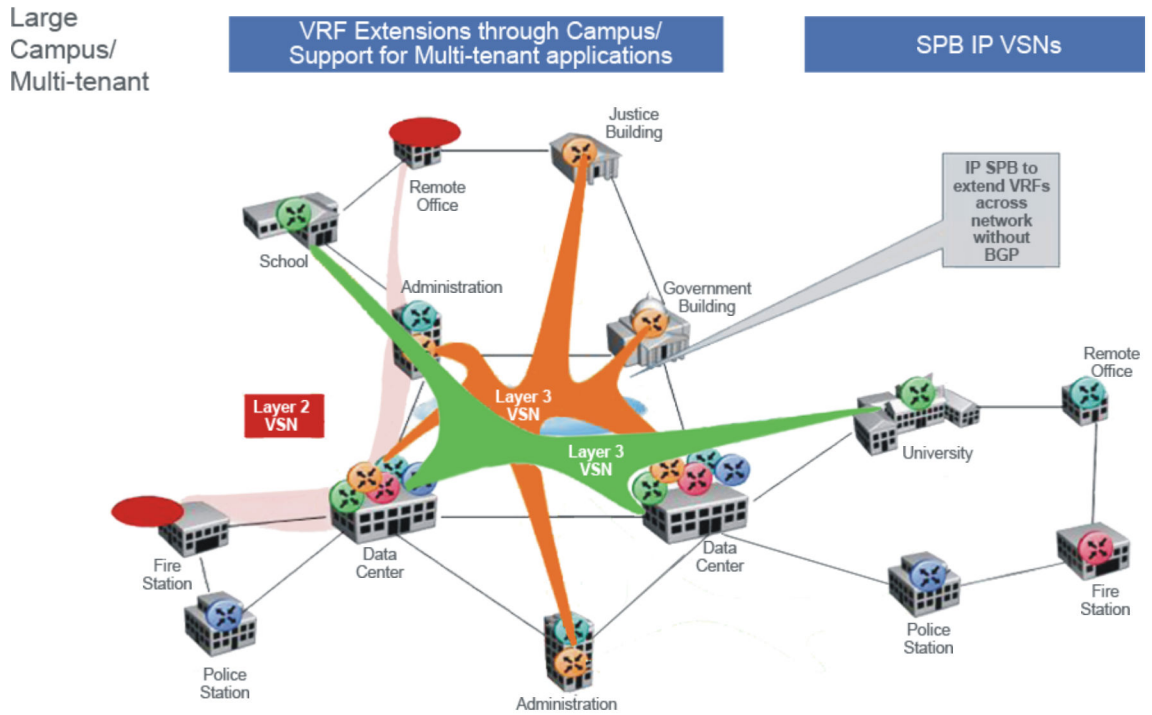 Large
Campus/
Multi-tenant
VRF Extensions through Campus/
Support for Multi-tenant applications
SPB IP VSNs
Justice
Building
Remote
Office
IP SPB to
extend VRFs
across
network
without
BGP
School
Administration
Government
Building
Remote
Office
Layer 2
VSN
Layer 3
VSN
Layer 3
VSN
University
Data
Center
Data
Center
Fire
Station
Fire
Station
Police
Station
Police
Station
Administration